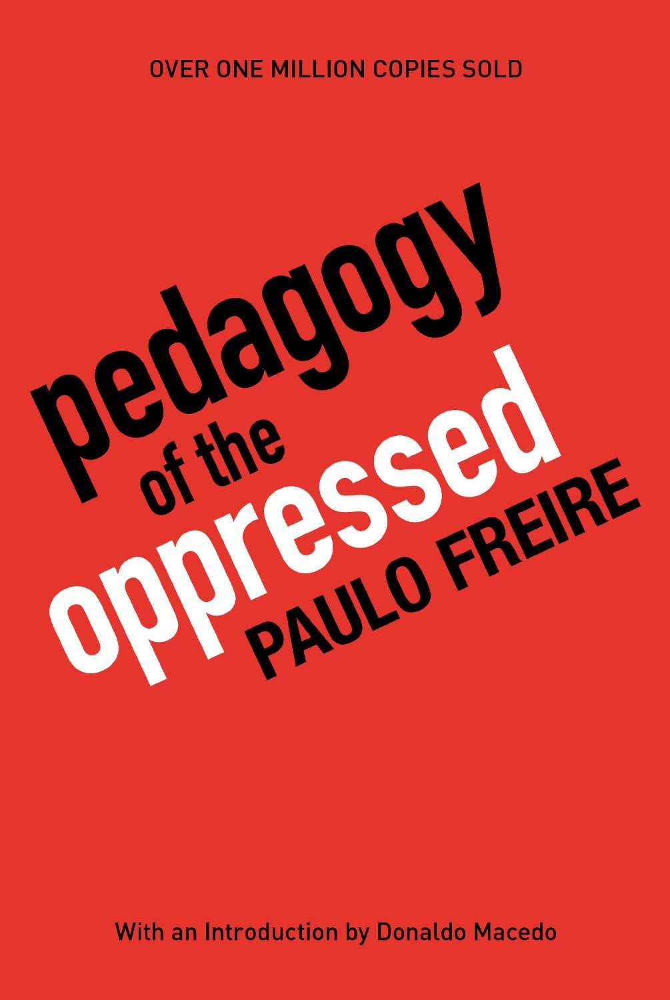 OVER ONE MILLION COPIES SOLD
pedagogy
of the
oppressed
PAULO FREIRE
With an Introduction by Donaldo Macedo